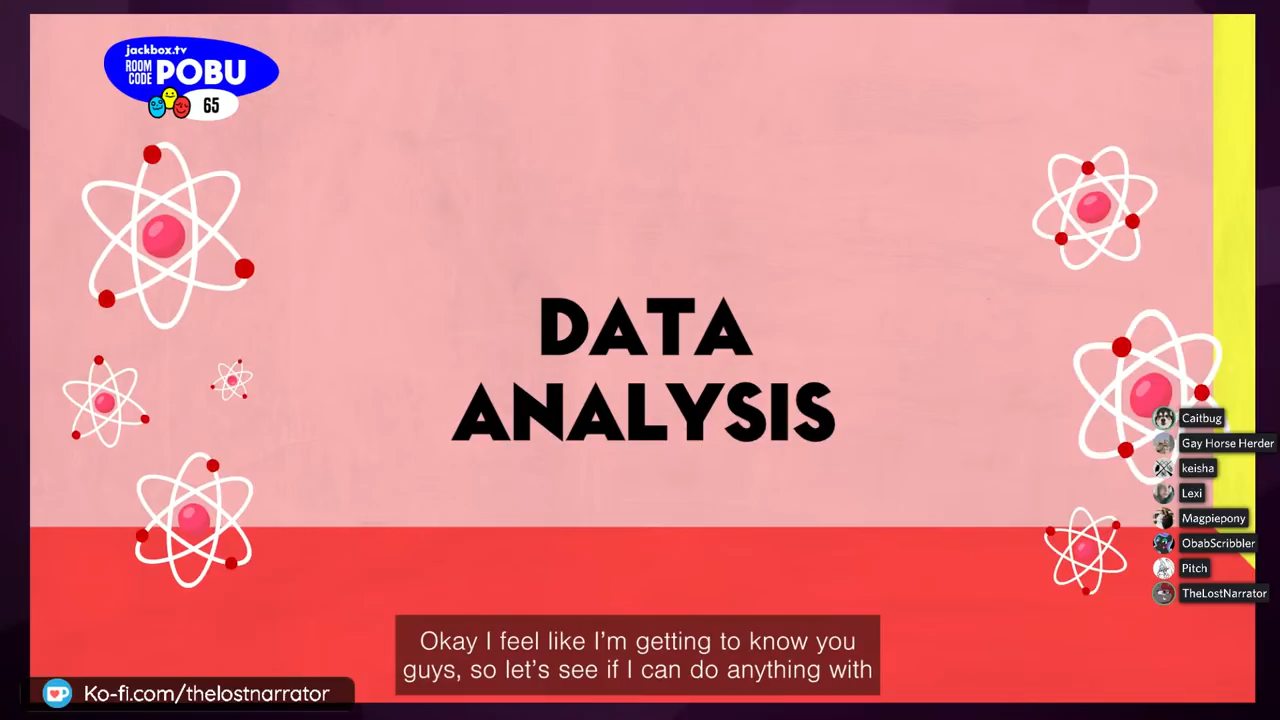 jackbox.tv
ROOM CODE POBU
65
DATA
ANALYSIS
Caitbug
Gay Horse Herder
keisha
Lexi
Magpiepony
ObabScribbler
Pitch
TheLostNarrator
Okay I feel like I'm getting to know you
guys, so let's see if I can do anything with
Ko-fi.com/thelostnarrator